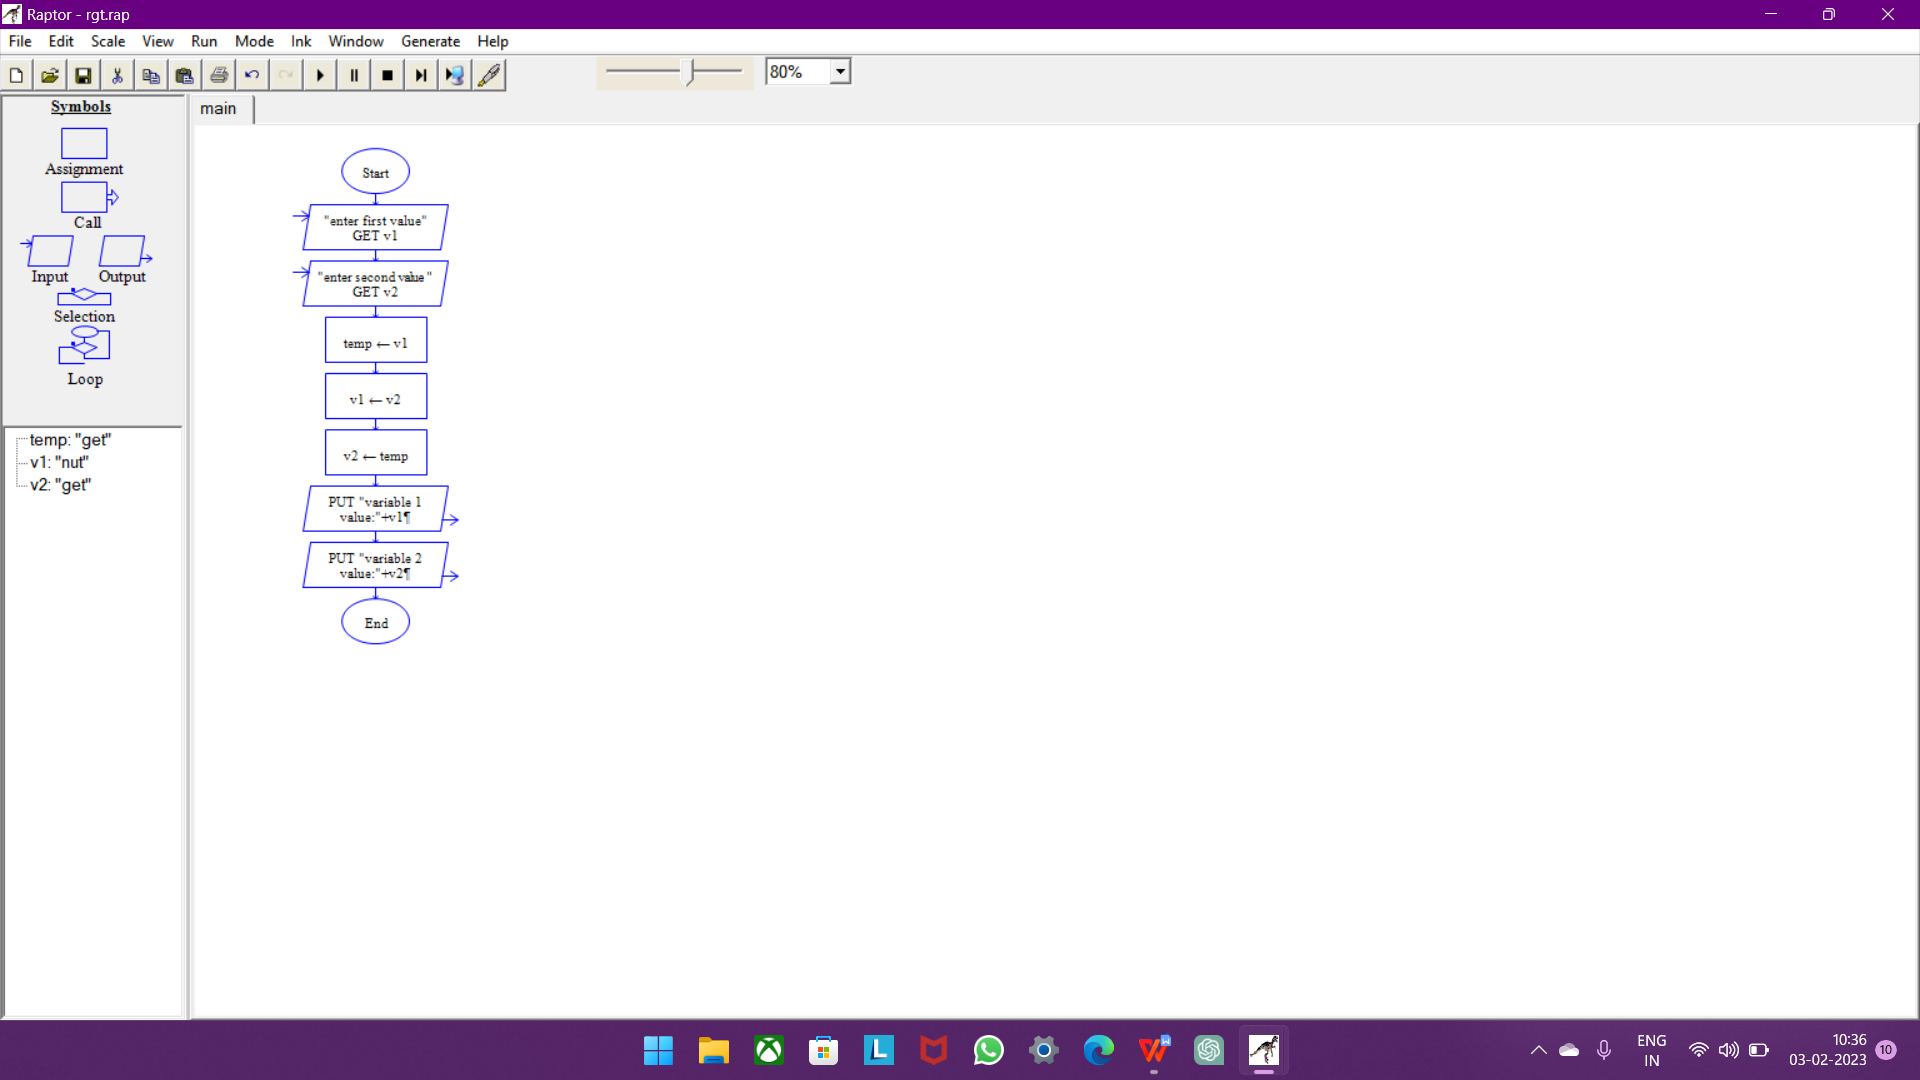 Raptor - rgt.rap
File Edit Scale View Run Mode Ink Window Generate Help
80%
Symbols
Assignment
Call
Input Output
Selection
Loop
temp: "get"
v1: "nut"
v2: "get"
main
Start
"enter first value"
GET v1
"enter second value"
GET v2
temp ← v1
v1 ← v2
v2 ← temp
PUT "variable 1
value:"+v1¶
PUT "variable 2
value:"+v2¶
End
ENG
IN
10:36
03-02-2023
10